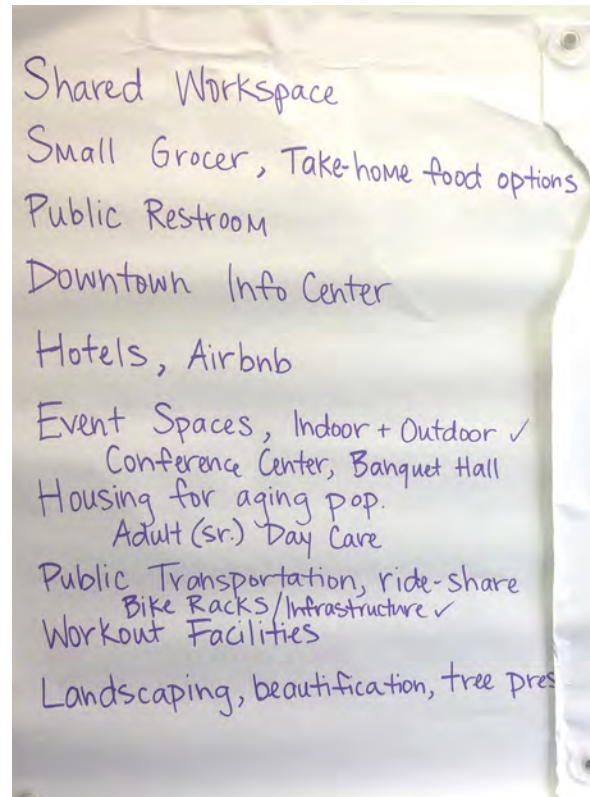 Shared Workspace
Small Grocer, Take-home food options
Public Restroom
Downtown Info Center
Hotels, Airbnb
Event Spaces, Indoor + Outdoor ✓
Conference Center, Banquet Hall
Housing for aging pop.
Adult (sr.) Day Care
Public Transportation, ride-share
Bike Racks/Infrastructure ✓
Workout Facilities
Landscaping, beautification, tree pres